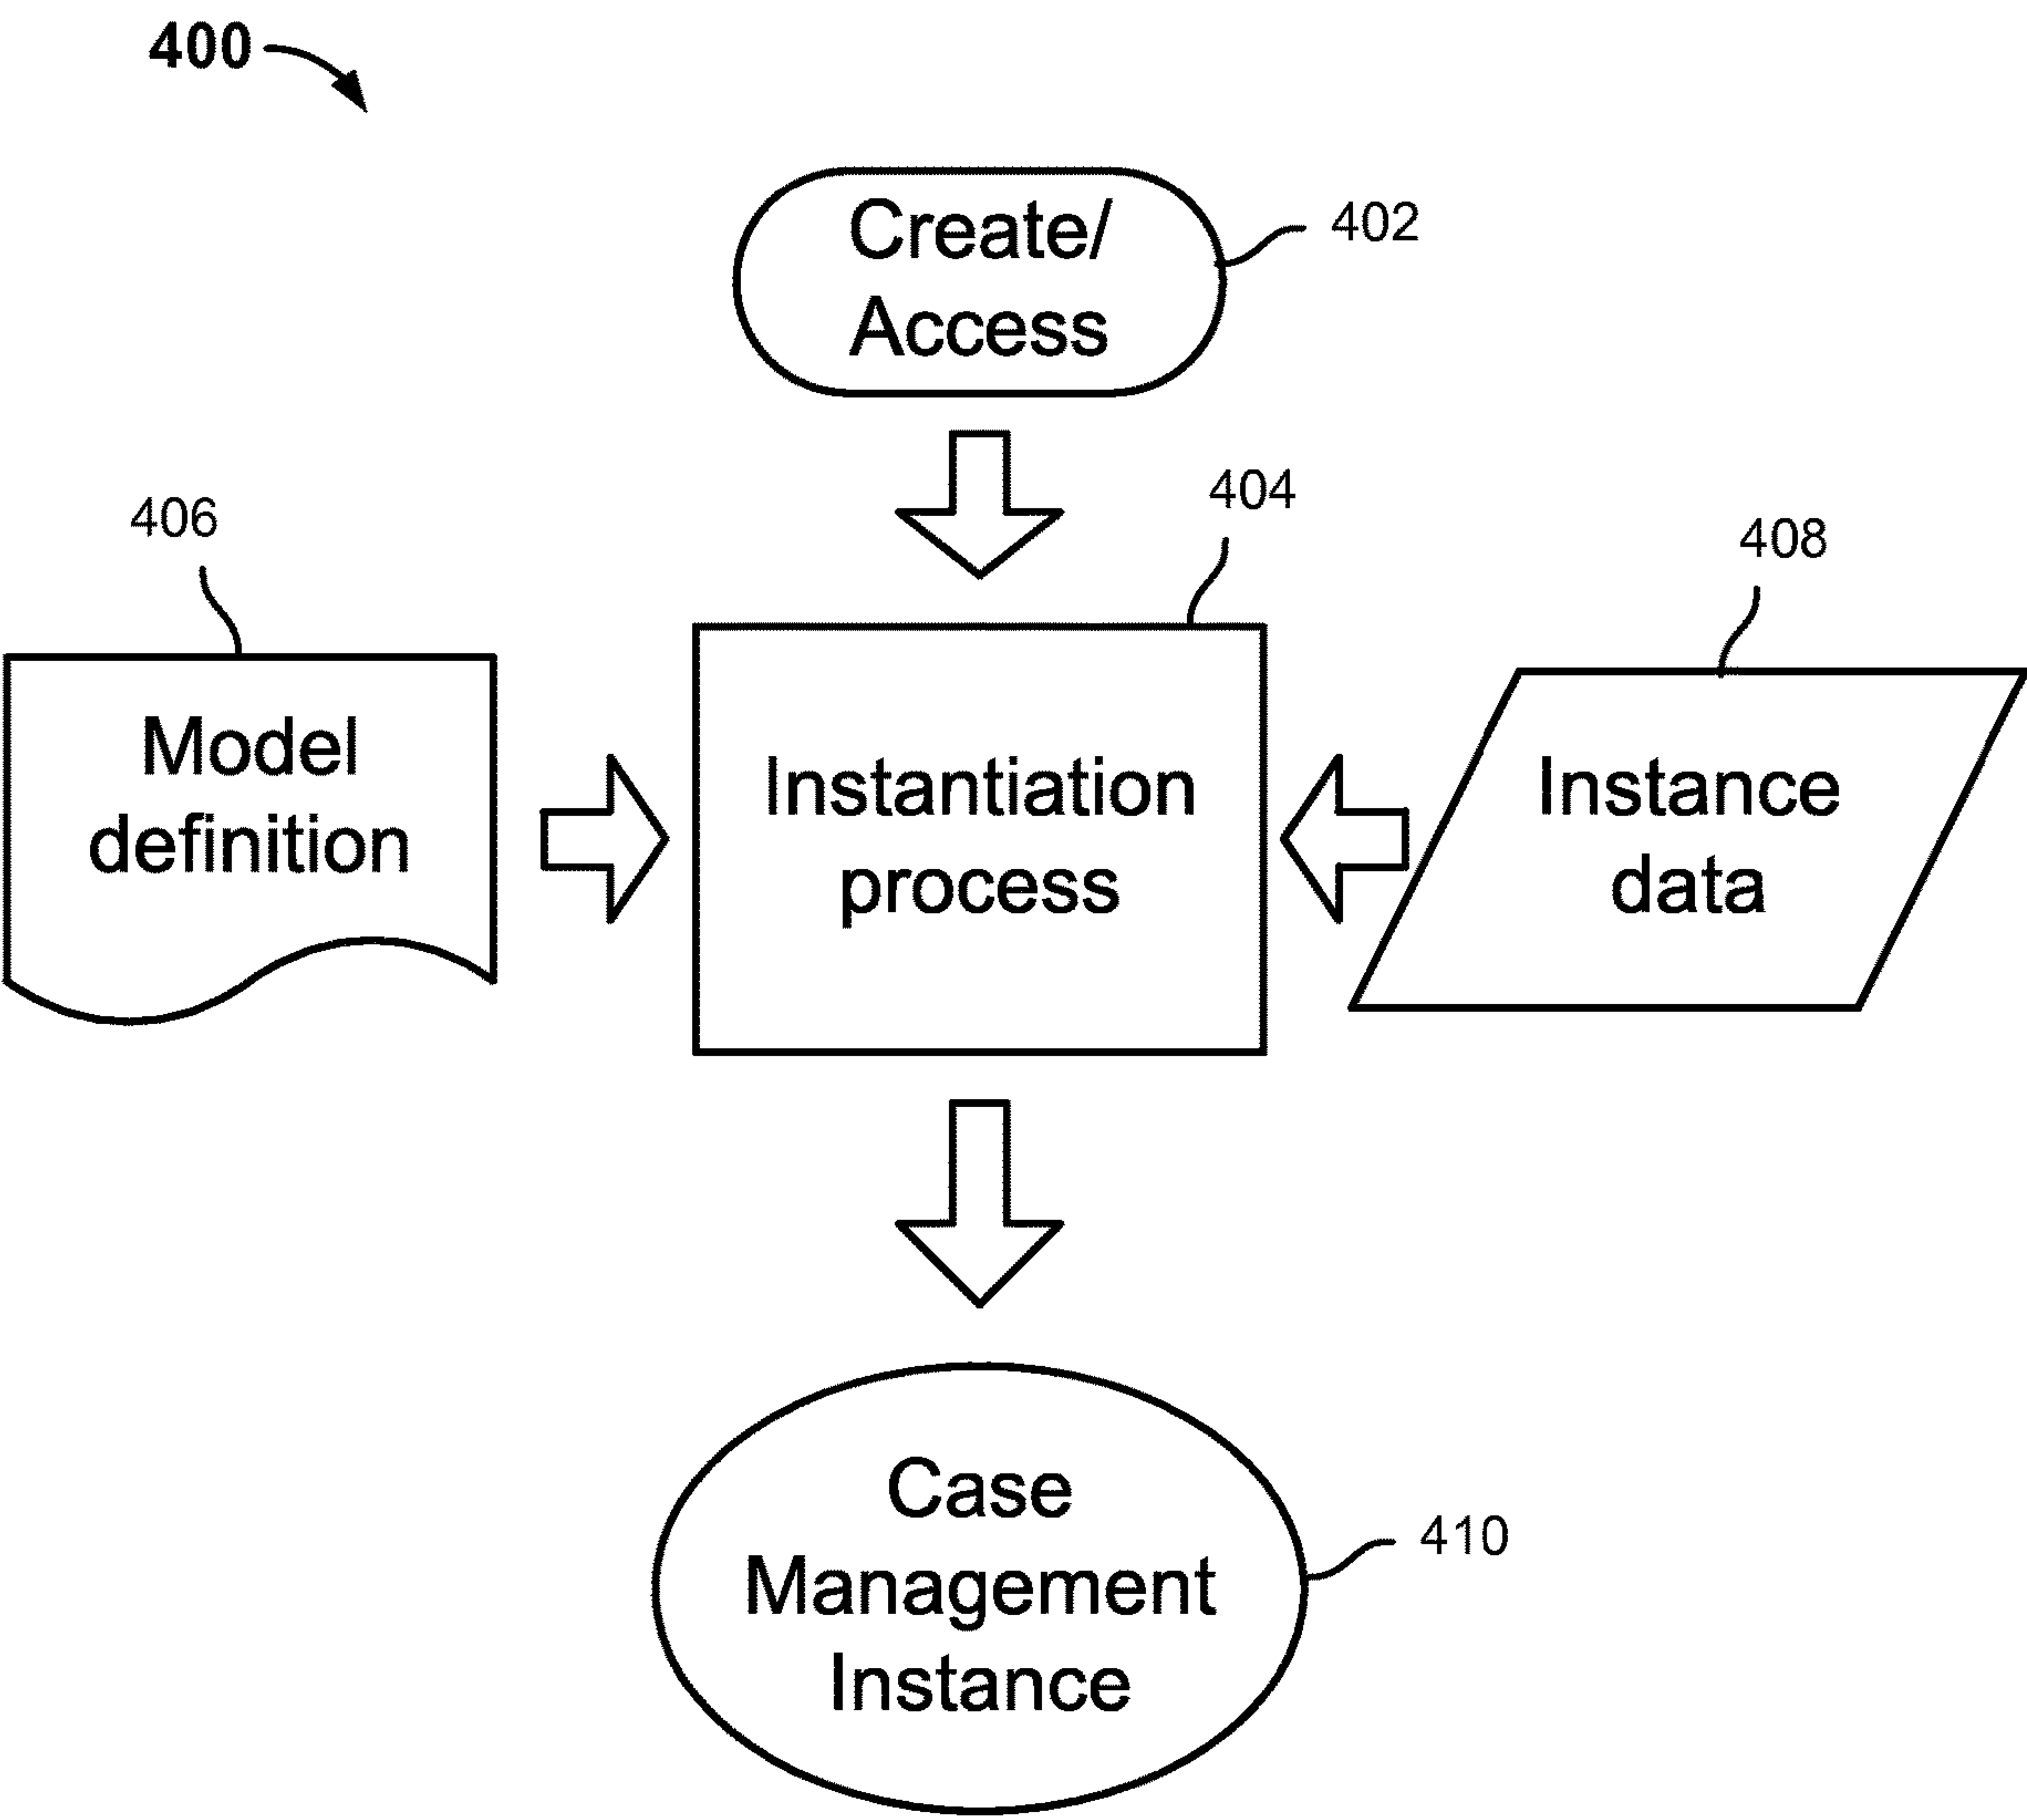 400
Create/
Access
402
404
406
408
Model
definition
Instantiation
process
Instance
data
Case
Management
Instance
410